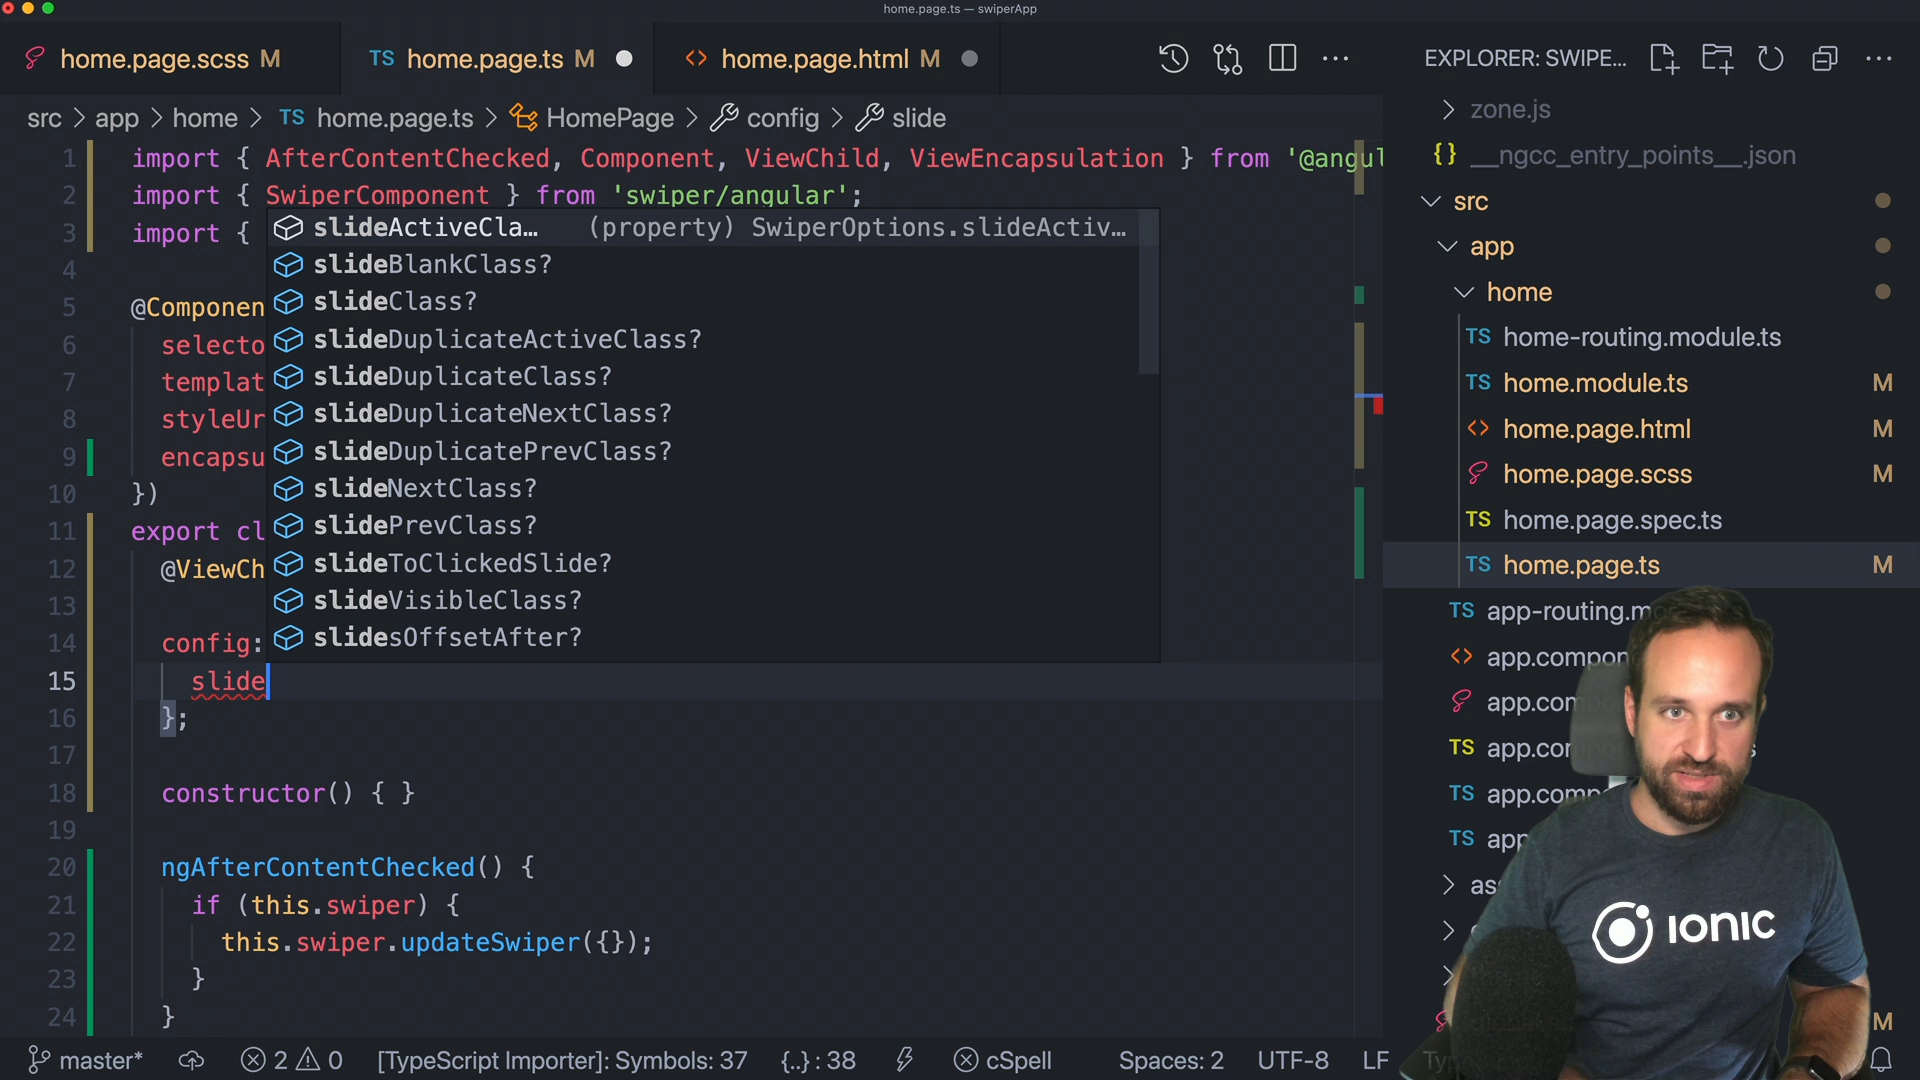 home.page.ts — swiperApp
home.page.scss M
TS home.page.ts M
<> home.page.html M
EXPLORER: SWIPE...
src > app > home > TS home.page.ts > HomePage > config > slide
1 import { AfterContentChecked, Component, ViewChild, ViewEncapsulation } from '@angul
2 import { SwiperComponent } from 'swiper/angular';
3 import {
4
5 @Componen
6 selecto
7 templat
8 styleUr
9 encapsu
10 })
11 export cl
12 @ViewCh
13
14 config:
15 slide
16 };
17
18 constructor() { }
19
20 ngAfterContentChecked() {
21 if (this.swiper) {
22 this.swiper.updateSwiper({});
23 }
24 }
slideActiveCla... (property) SwiperOptions.slideActiv...
slideBlankClass?
slideClass?
slideDuplicateActiveClass?
slideDuplicateClass?
slideDuplicateNextClass?
slideDuplicatePrevClass?
slideNextClass?
slidePrevClass?
slideToClickedSlide?
slideVisibleClass?
slidesOffsetAfter?
> zone.js
{} __ngcc_entry_points__.json
src
app
home
TS home-routing.module.ts
TS home.module.ts M
<> home.page.html M
home.page.scss M
TS home.page.spec.ts
TS home.page.ts M
TS app-routing.m
<> app.compon
app.co
TS app.co
TS app.comp
TS app
M
IONIC
master* 2 0 [TypeScript Importer]: Symbols: 37 {..} : 38 cSpell Spaces: 2 UTF-8 LF